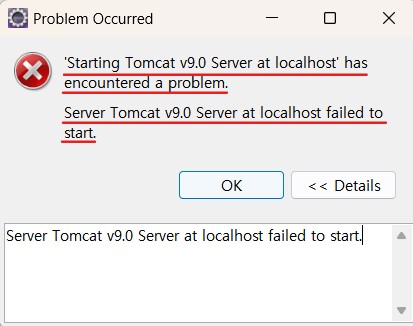 Problem Occurred
'Starting Tomcat v9.0 Server at localhost' has
encountered a problem.
Server Tomcat v9.0 Server at localhost failed to
start.
OK
<< Details
Server Tomcat v9.0 Server at localhost failed to start.